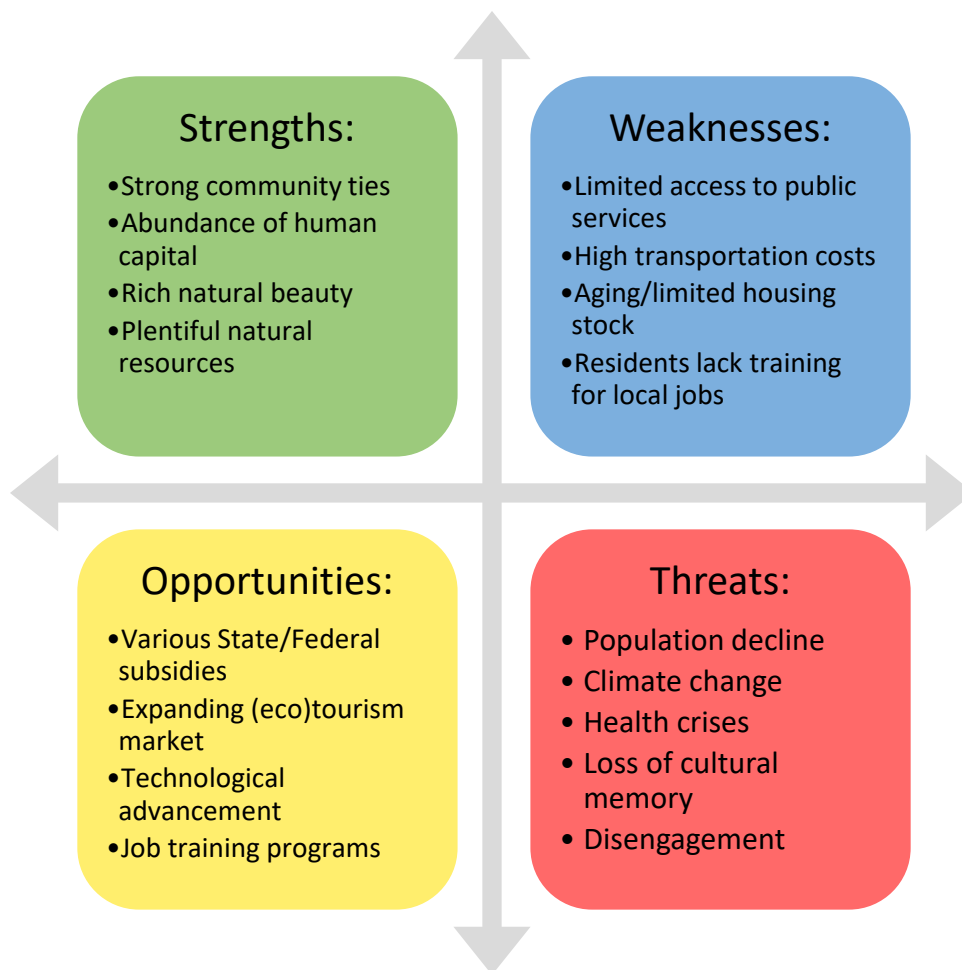 Strengths:
•Strong community ties
•Abundance of human
capital
•Rich natural beauty
•Plentiful natural
resources
Weaknesses:
•Limited access to public
services
•High transportation costs
•Aging/limited housing
stock
•Residents lack training
for local jobs
Opportunities:
•Various State/Federal
subsidies
•Expanding (eco)tourism
market
•Technological
advancement
•Job training programs
Threats:
• Population decline
• Climate change
• Health crises
• Loss of cultural
memory
• Disengagement